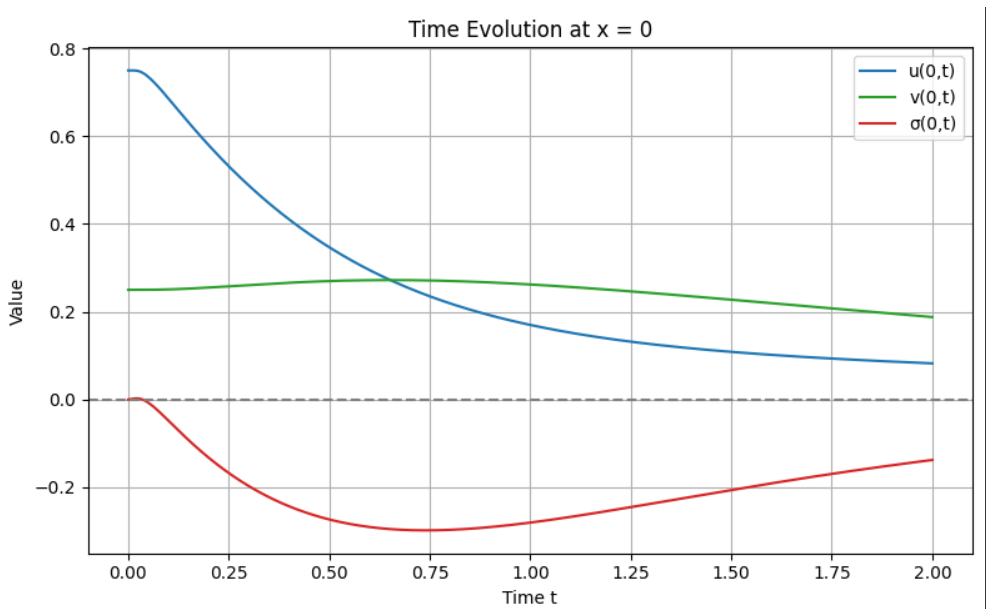 Time Evolution at x = 0
u(0,t)
v(0,t)
σ(0,t)
Value
0.8
0.6
0.4
0.2
0.0
−0.2
0.00 0.25 0.50 0.75 1.00 1.25 1.50 1.75 2.00
Time t